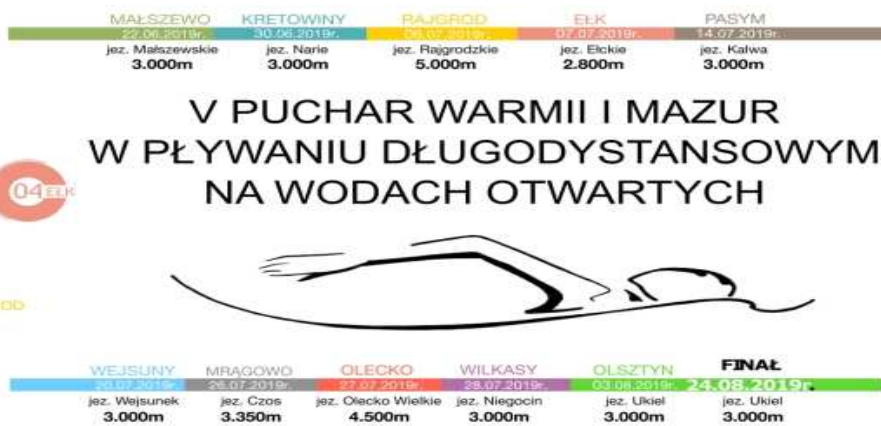 MAŁSZEWO KRETOWINY RAJGRÓD EŁK PASYM
22.06.2019r. 30.06.2019r. 06.07.2019r. 07.07.2019r. 14.07.2019r.
jez. Małszewskie jez. Narie jez. Rajgrodzkie jez. Ełckie jez. Kalwa
3.000m 3.000m 5.000m 2.800m 3.000m
V PUCHAR WARMII I MAZUR
W PŁYWANIU DŁUGODYSTANSOWYM
04 EŁK
NA WODACH OTWARTYCH
OD
WEJSUNY MRĄGOWO OLECKO WILKASY OLSZTYN FINAŁ
20.07.2019r. 26.07.2019r. 27.07.2019r. 28.07.2019r. 03.08.2019r. 24.08.2019r.
jez. Wejsunek jez. Czos jez. Olecko Wielkie jez. Niegocin jez. Ukiel jez. Ukiel
3.000m 3.350m 4.500m 3.000m 3.000m 3.000m